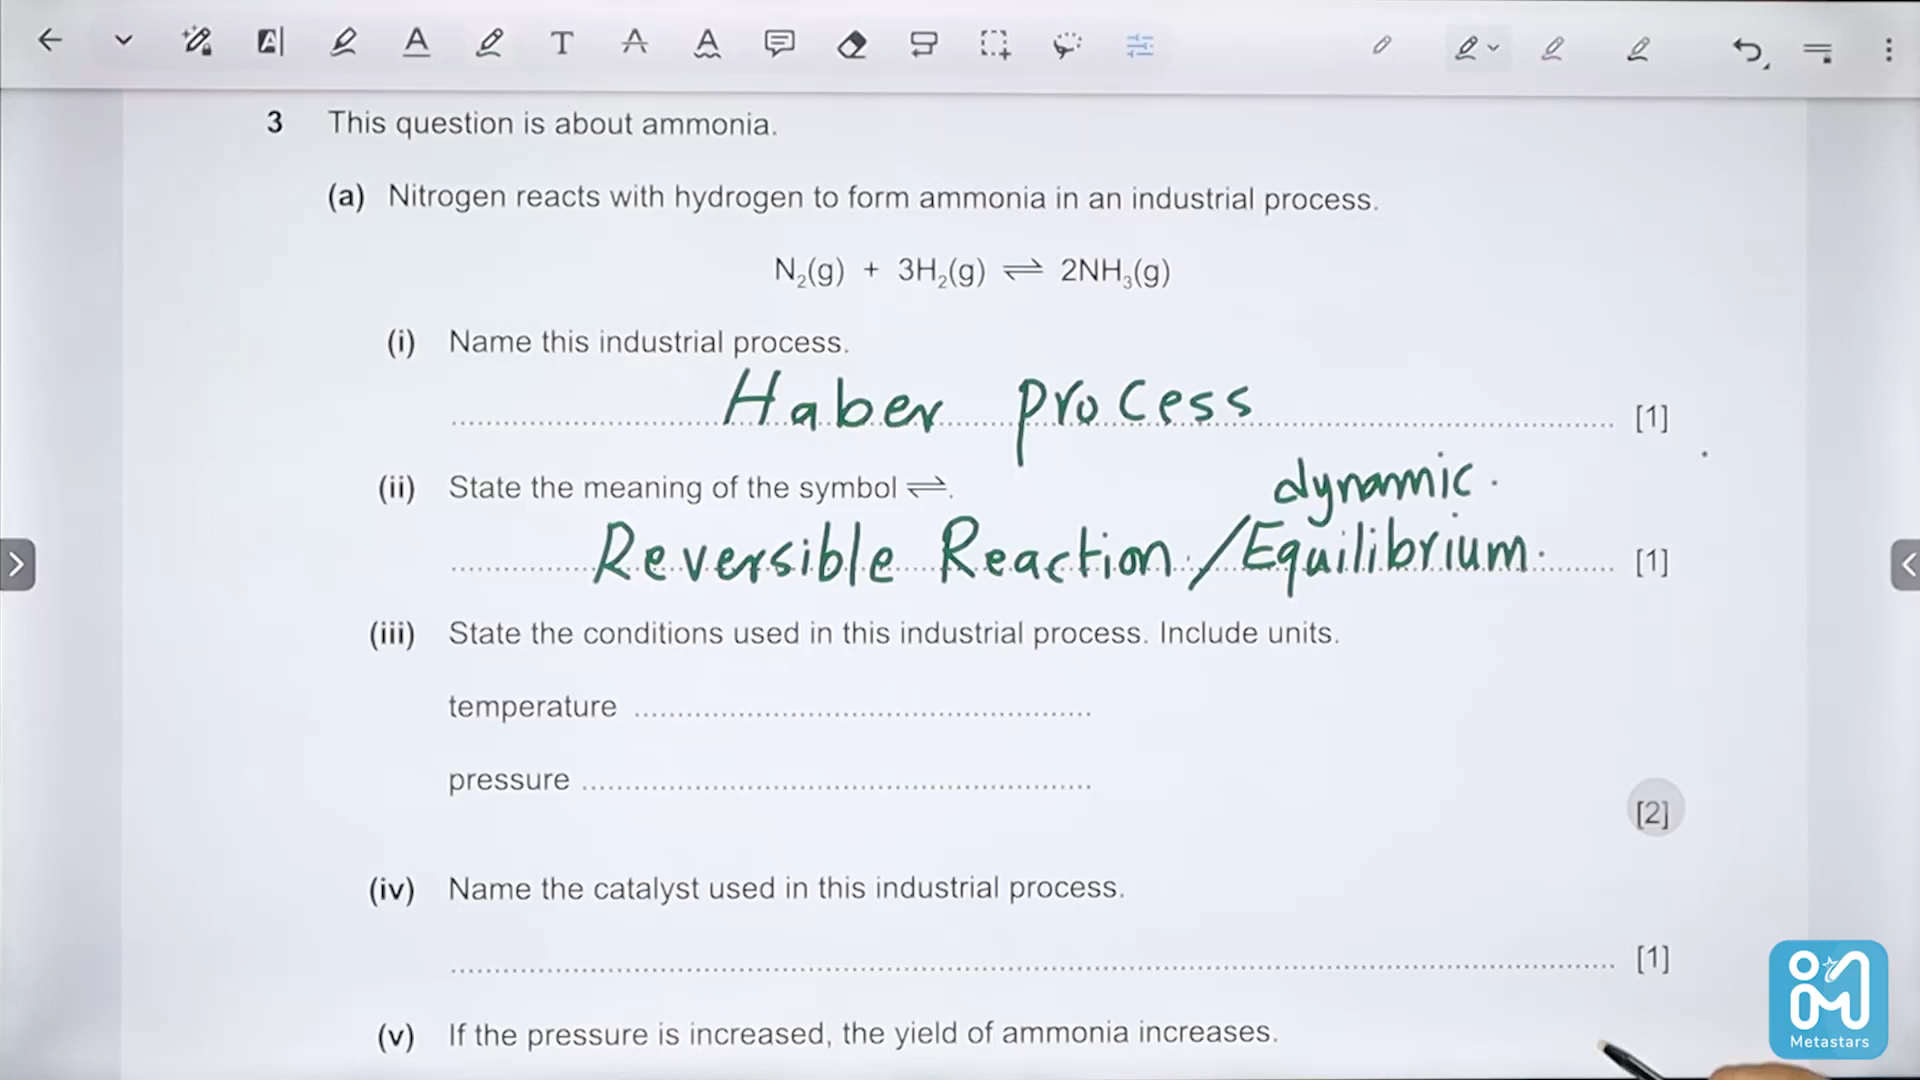 3 This question is about ammonia.
(a) Nitrogen reacts with hydrogen to form ammonia in an industrial process.
N₂(g) + 3H₂(g) ⇌ 2NH₃(g)
(i) Name this industrial process.
Haber process [1]
(ii) State the meaning of the symbol ⇌.
dynamic.
Reversible Reaction / Equilibrium. [1]
(iii) State the conditions used in this industrial process. Include units.
temperature
pressure
[2]
(iv) Name the catalyst used in this industrial process.
[1]
(v) If the pressure is increased, the yield of ammonia increases.
Metastars